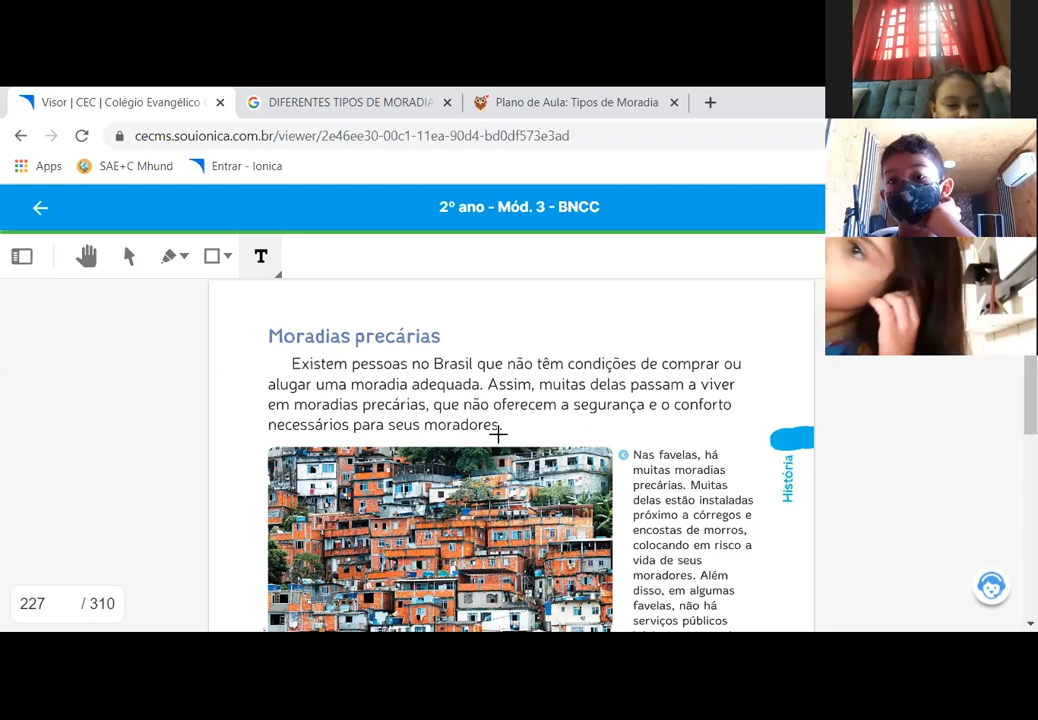 Visor | CEC | Colégio Evangélico
DIFERENTES TIPOS DE MORADIA
Plano de Aula: Tipos de Moradia
cecms.souionica.com.br/viewer/2e46ee30-00c1-11ea-90d4-bd0df573e3ad
Apps
SAE+C Mhund
Entrar - Ionica
2º ano - Mód. 3 - BNCC
T
Moradias precárias
Existem pessoas no Brasil que não têm condições de comprar ou
alugar uma moradia adequada. Assim, muitas delas passam a viver
em moradias precárias, que não oferecem a segurança e o conforto
necessários para seus moradores.
Nas favelas, há
muitas moradias
precárias. Muitas
delas estão instaladas
próximo a córregos e
encostas de morros,
colocando em risco a
vida de seus
moradores. Além
disso, em algumas
favelas, não há
serviços públicos
História
227 / 310